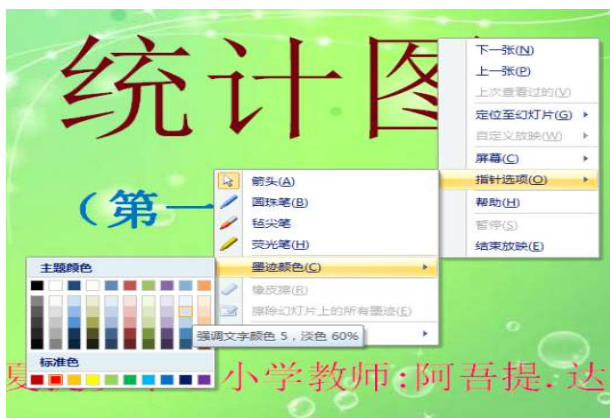 统计图
下一张(N)
上一张(P)
上次查看过的(V)
定位至幻灯片(G)
自定义放映(W)
屏幕(C)
指针选项(O)
帮助(H)
暂停(S)
结束放映(E)
（第一
箭头(A)
圆珠笔(B)
毡尖笔
荧光笔(H)
墨迹颜色(C)
橡皮擦(R)
擦除幻灯片上的所有墨迹(E)
主题颜色
强调文字颜色 5，淡色 60%
标准色
夏
小学教师:阿吾提.达